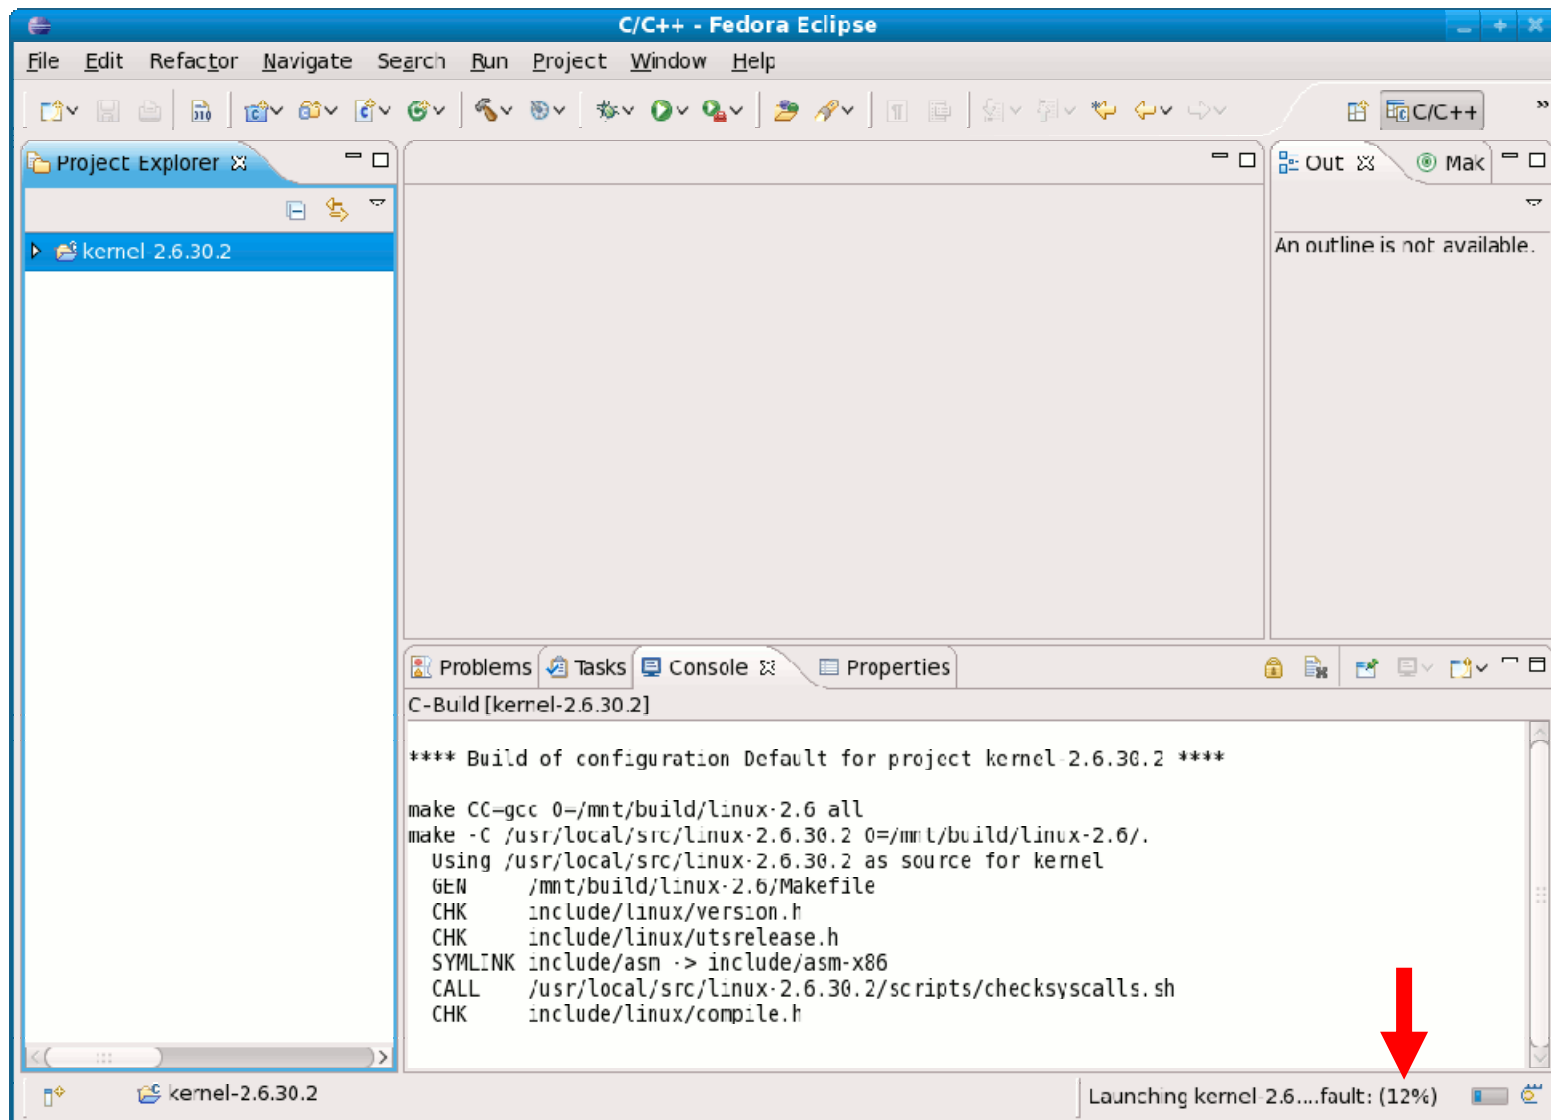 C/C++ - Fedora Eclipse
File Edit Refactor Navigate Search Run Project Window Help
010
C/C++
»
Project Explorer
Out
Mak
kernel-2.6.30.2
An outline is not available.
Problems
Tasks
Console
Properties
C-Build [kernel-2.6.30.2]
**** Build of configuration Default for project kernel-2.6.30.2 ****
make CC=gcc O=/mnt/build/linux-2.6 all
make -C /usr/local/src/linux-2.6.30.2 O=/mnt/build/linux-2.6/.
Using /usr/local/src/linux-2.6.30.2 as source for kernel
GEN /mnt/build/linux-2.6/Makefile
CHK include/linux/version.h
CHK include/linux/utsrelease.h
SYMLINK include/asm -> include/asm-x86
CALL /usr/local/src/linux-2.6.30.2/scripts/checksyscalls.sh
CHK include/linux/compile.h
kernel-2.6.30.2
Launching kernel-2.6....fault: (12%)